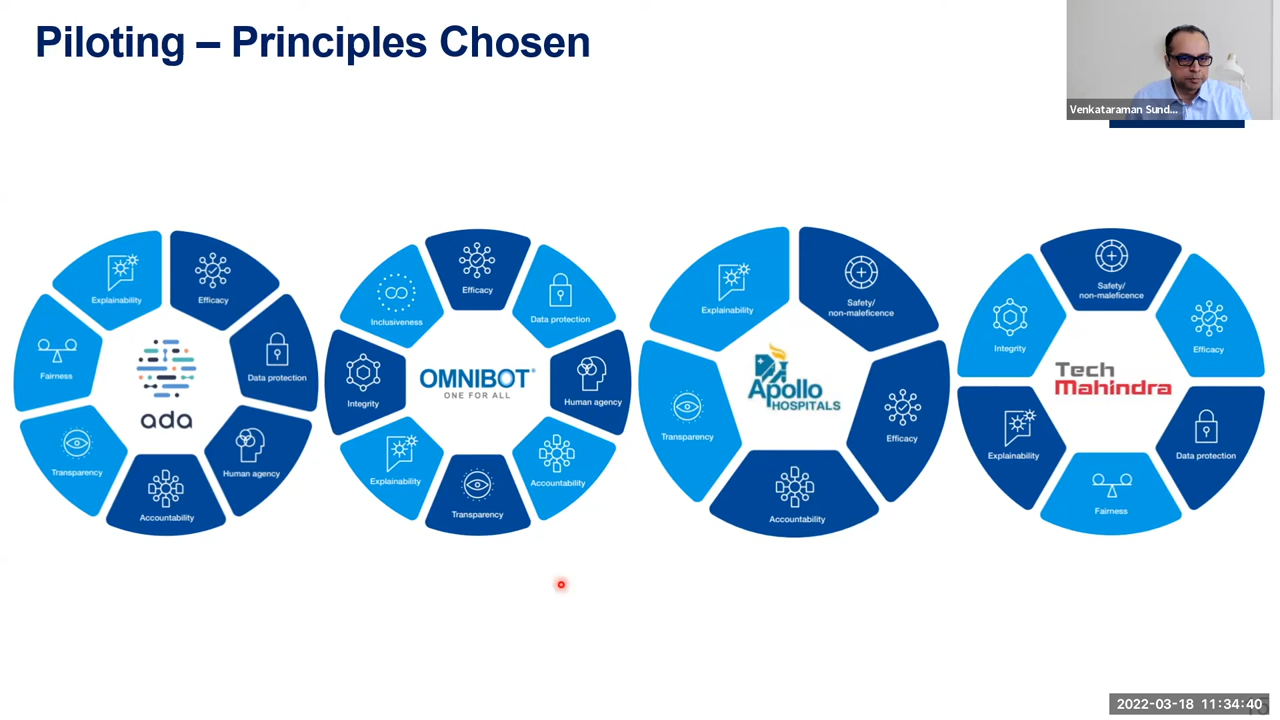 Piloting – Principles Chosen
Venkataraman Sund...
Explainability
Efficacy
Fairness
Data protection
ada
Transparency
Human agency
Accountability
Efficacy
Inclusiveness
Data protection
OMNIBOT®
ONE FOR ALL
Integrity
Human agency
Explainability
Accountability
Transparency
Explainability
Safety/
non-maleficence
Apollo
HOSPITALS
Transparency
Efficacy
Accountability
Safety/
non-maleficence
Integrity
Efficacy
Tech
Mahindra
Explainability
Data protection
Fairness
2022-03-18 11:34:40